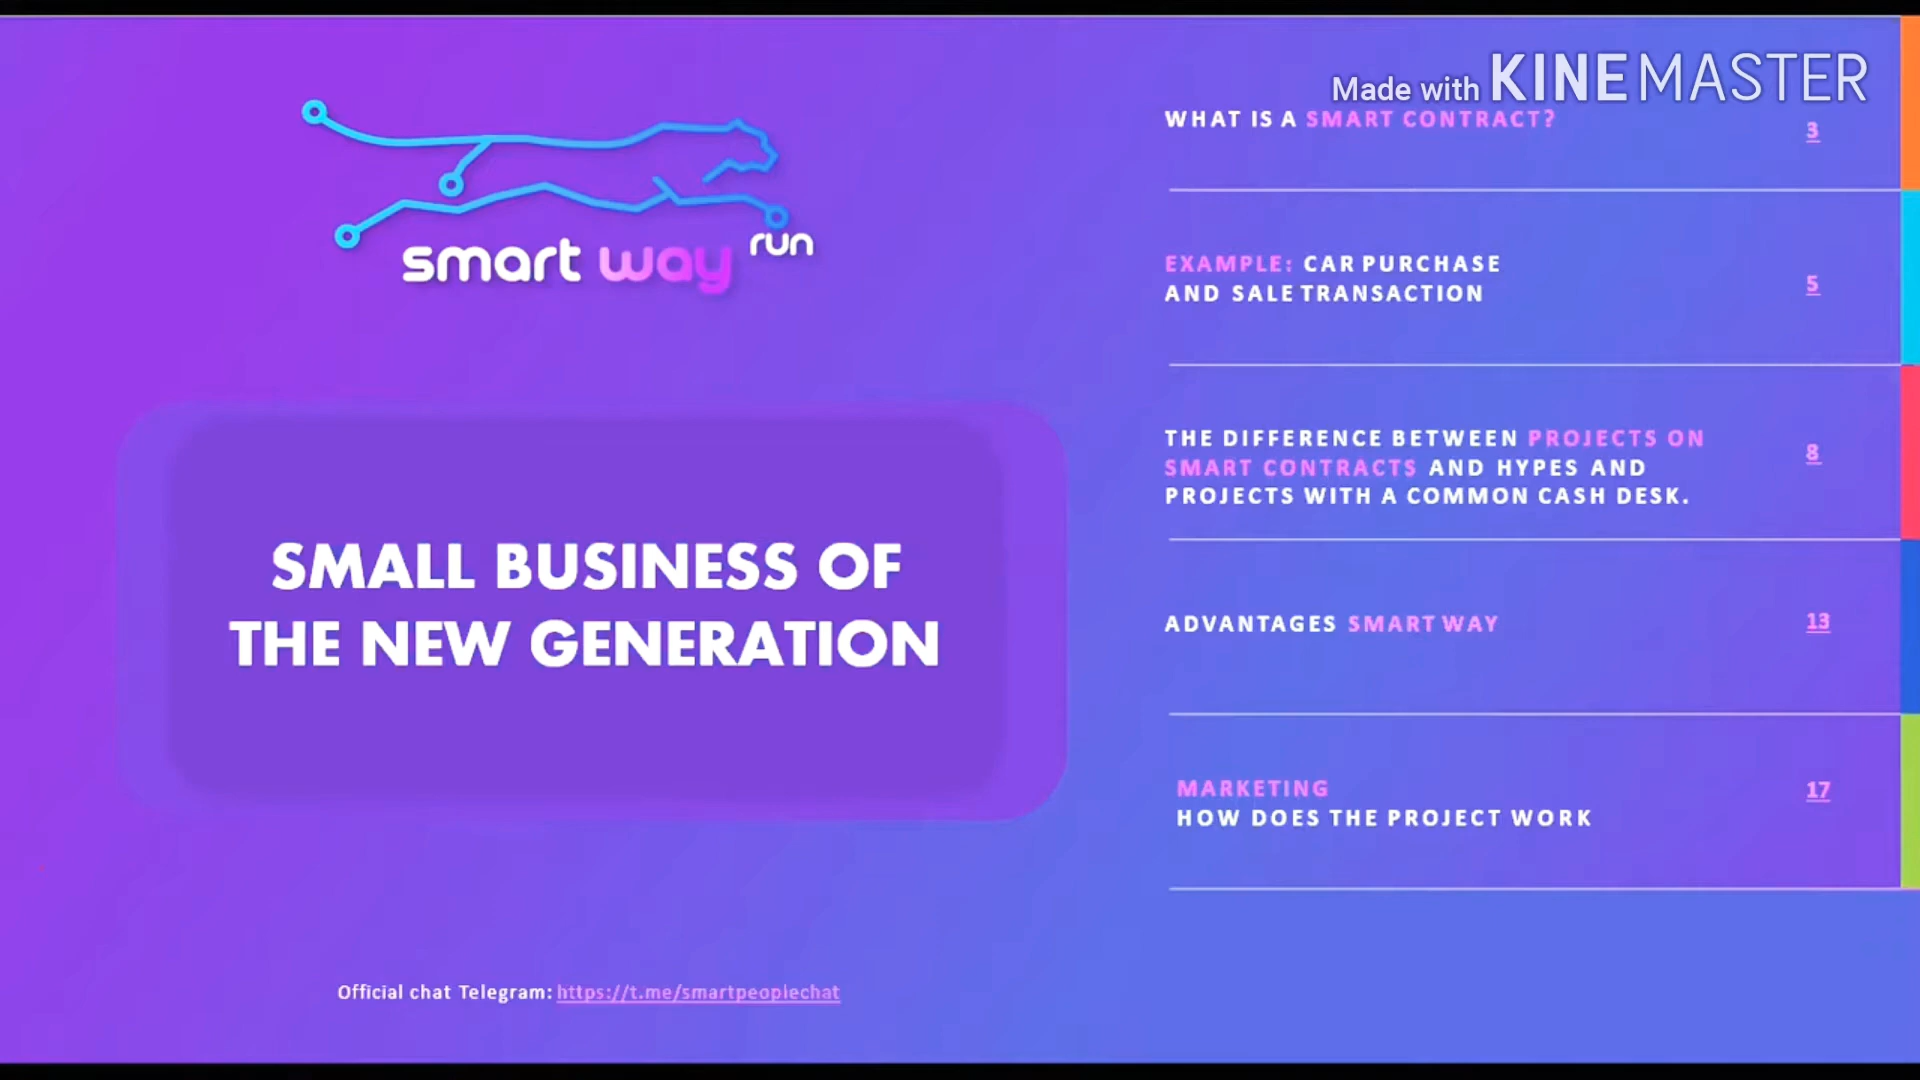 Made with KINEMASTER
smart way run
SMALL BUSINESS OF
THE NEW GENERATION
Official chat Telegram: https://t.me/smartpeoplechat
WHAT IS A SMART CONTRACT?
3
EXAMPLE: CAR PURCHASE
AND SALE TRANSACTION
5
THE DIFFERENCE BETWEEN PROJECTS ON
SMART CONTRACTS AND HYPES AND
PROJECTS WITH A COMMON CASH DESK.
8
ADVANTAGES SMART WAY
13
MARKETING
HOW DOES THE PROJECT WORK
17